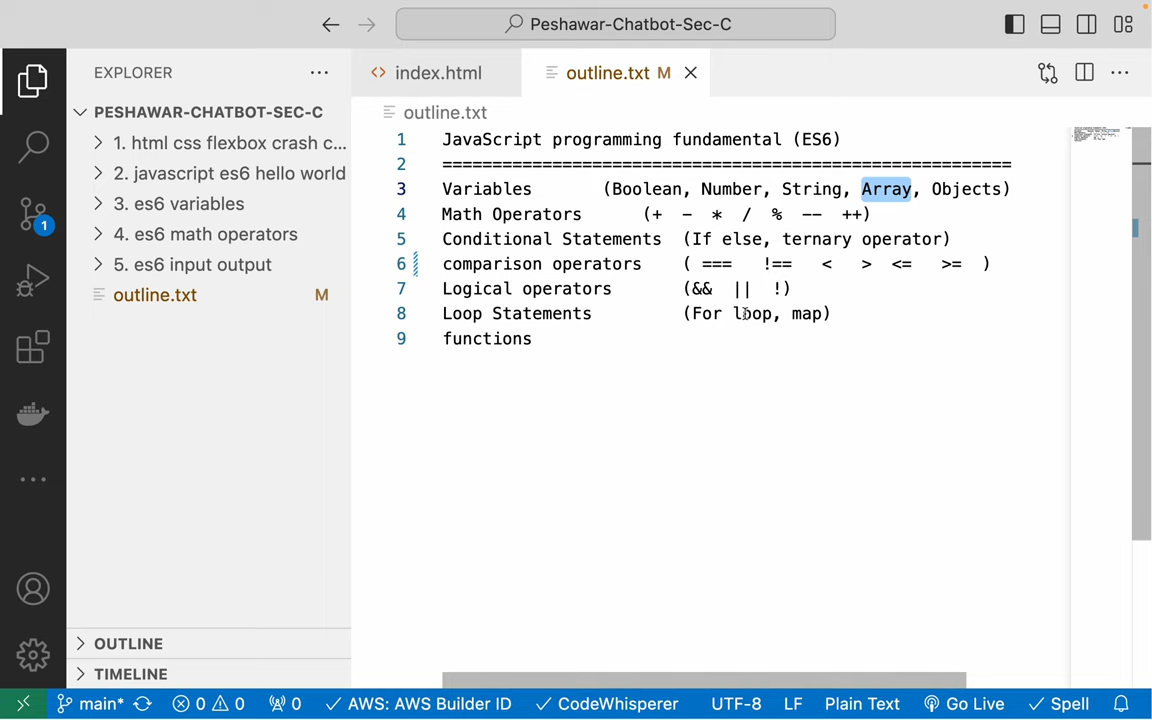 Peshawar-Chatbot-Sec-C
EXPLORER
index.html
outline.txt M
PESHAWAR-CHATBOT-SEC-C
1. html css flexbox crash c...
2. javascript es6 hello world
3. es6 variables
4. es6 math operators
5. es6 input output
outline.txt M
outline.txt
1 JavaScript programming fundamental (ES6)
2 =========================================================
3 Variables (Boolean, Number, String, Array, Objects)
4 Math Operators (+ - * / % -- ++)
5 Conditional Statements (If else, ternary operator)
6 comparison operators ( === !== < > <= >= )
7 Logical operators (&& || !)
8 Loop Statements (For loop, map)
9 functions
1
OUTLINE
TIMELINE
main* 0 0 0 AWS: AWS Builder ID CodeWhisperer UTF-8 LF Plain Text Go Live Spell